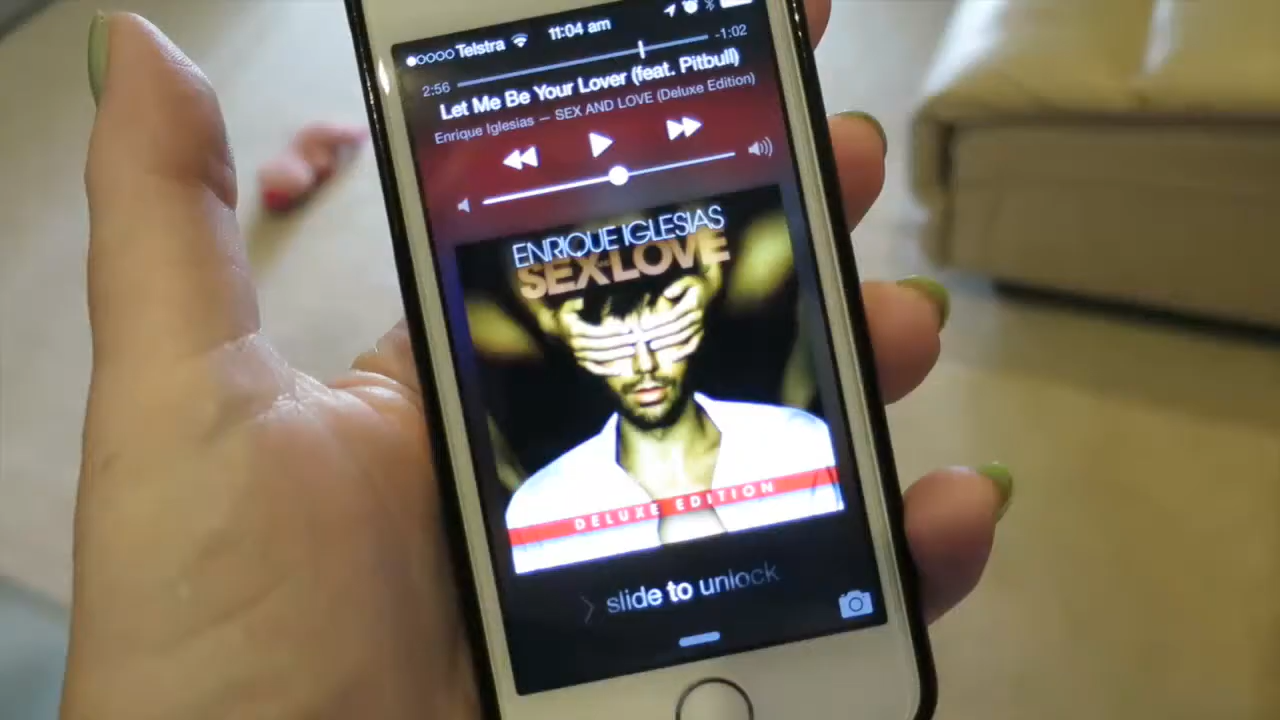 Telstra 11:04 am
2:56 -1:02
Let Me Be Your Lover (feat. Pitbull)
Enrique Iglesias — SEX AND LOVE (Deluxe Edition)
ENRIQUE IGLESIAS
SEX+LOVE
DELUXE EDITION
slide to unlock